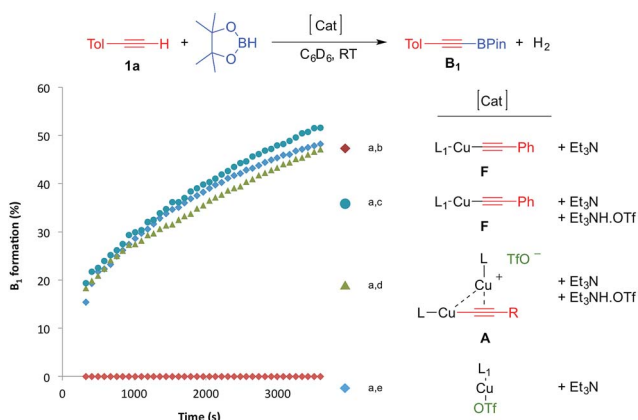 [Cat]
Tol H + O BH O Tol BPin + H2
C6D6, RT
1a B1
60
50
40
30
20
10
0
B1 formation (%)
0 1000 2000 3000
Time (s)
[Cat]
a,b L1-Cu Ph + Et3N
F
a,c L1-Cu Ph + Et3N
+ Et3NH.OTf
F
L TfO −
Cu +
a,d + Et3N
+ Et3NH.OTf
L Cu R
A
L1
a,e Cu + Et3N
OTf